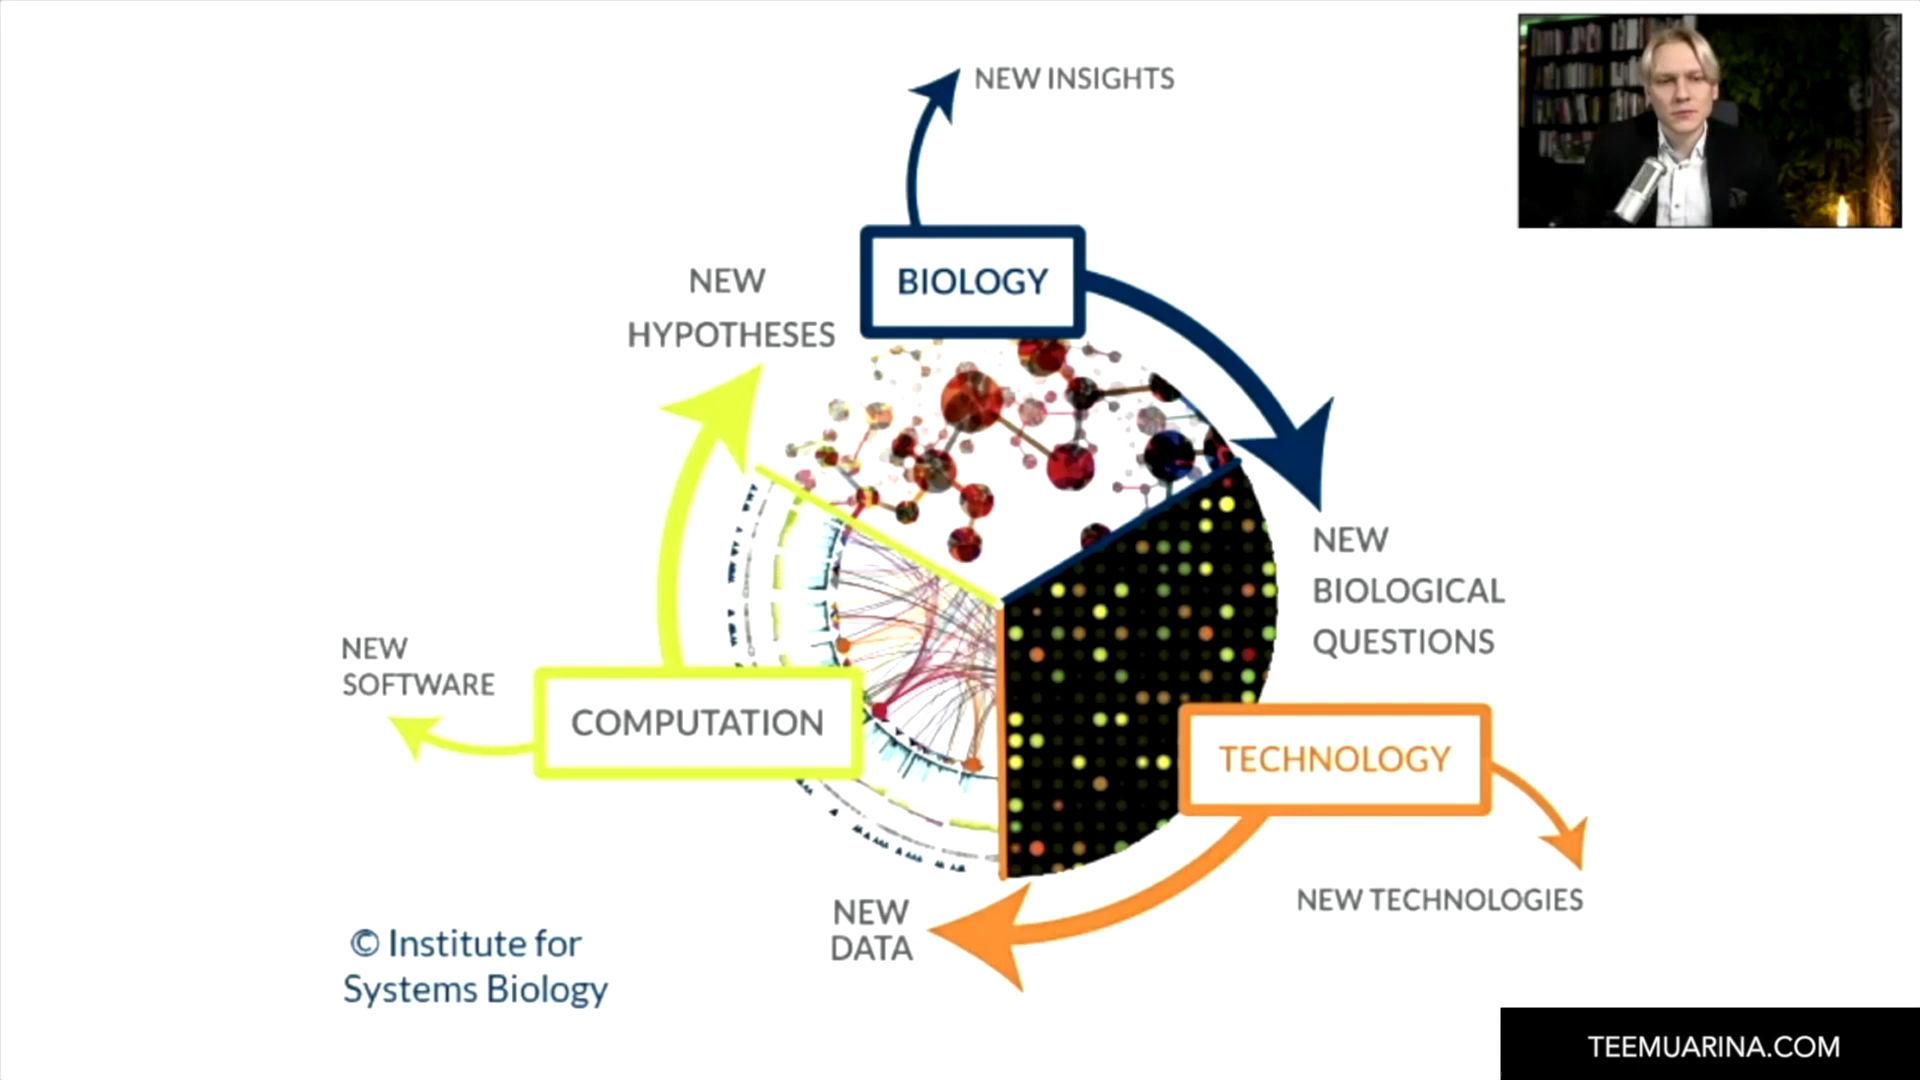 NEW INSIGHTS
BIOLOGY
NEW
HYPOTHESES
NEW
BIOLOGICAL
QUESTIONS
NEW
SOFTWARE
COMPUTATION
TECHNOLOGY
NEW TECHNOLOGIES
NEW
DATA
© Institute for
Systems Biology
TEEMUARINA.COM